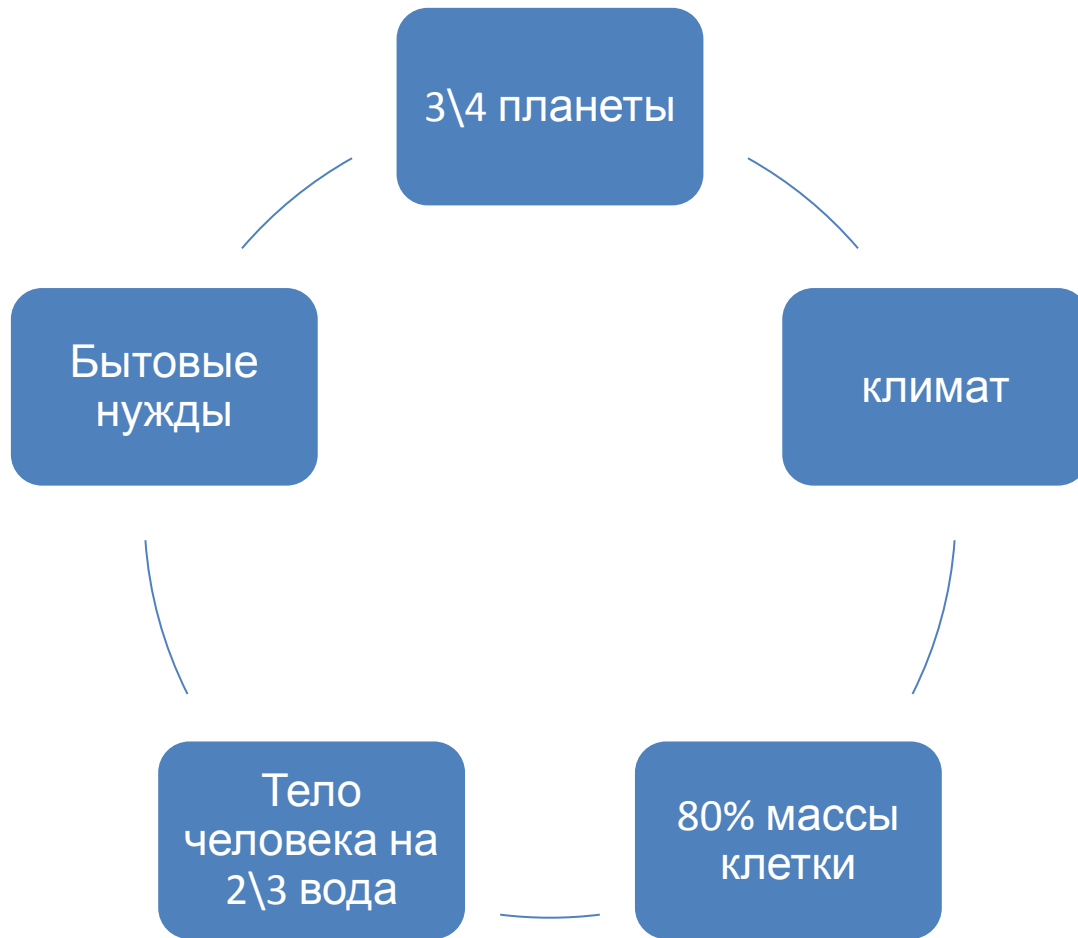 3\4 планеты
Бытовые
нужды
климат
Тело
человека на
2\3 вода
80% массы
клетки